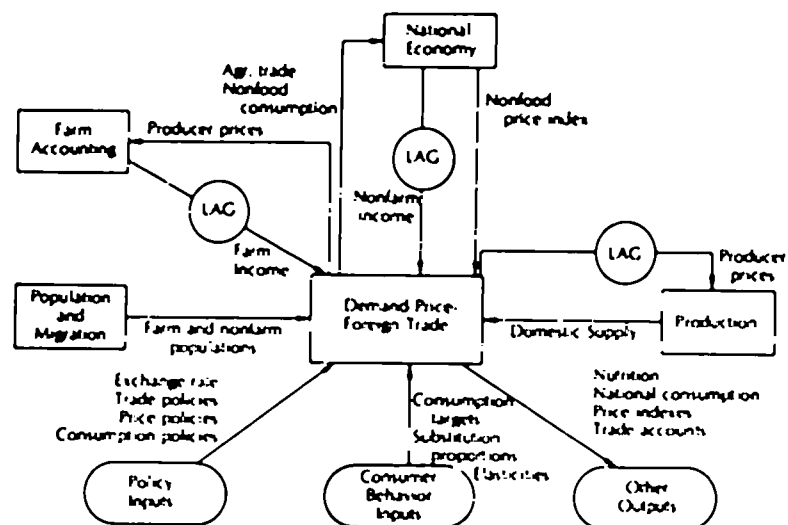 National
Economy
Agr. trade
Nonfood
consumption
Nonfood
price index
Farm
Accounting
Producer prices
LAG
LAG
Nonfarm
income
LAG
Farm
Income
Producer
prices
Population
and
Migration
Demand Price-
Foreign Trade
Production
Farm and nonfarm
populations
Domestic Supply
Exchange rate
Trade policies
Price policies
Consumption policies
Consumption
targets
Substitution
proportions
Elasticities
Nutrition
National consumption
Price indexes
Trade accounts
Policy
Inputs
Consumer
Behavior
Inputs
Other
Outputs